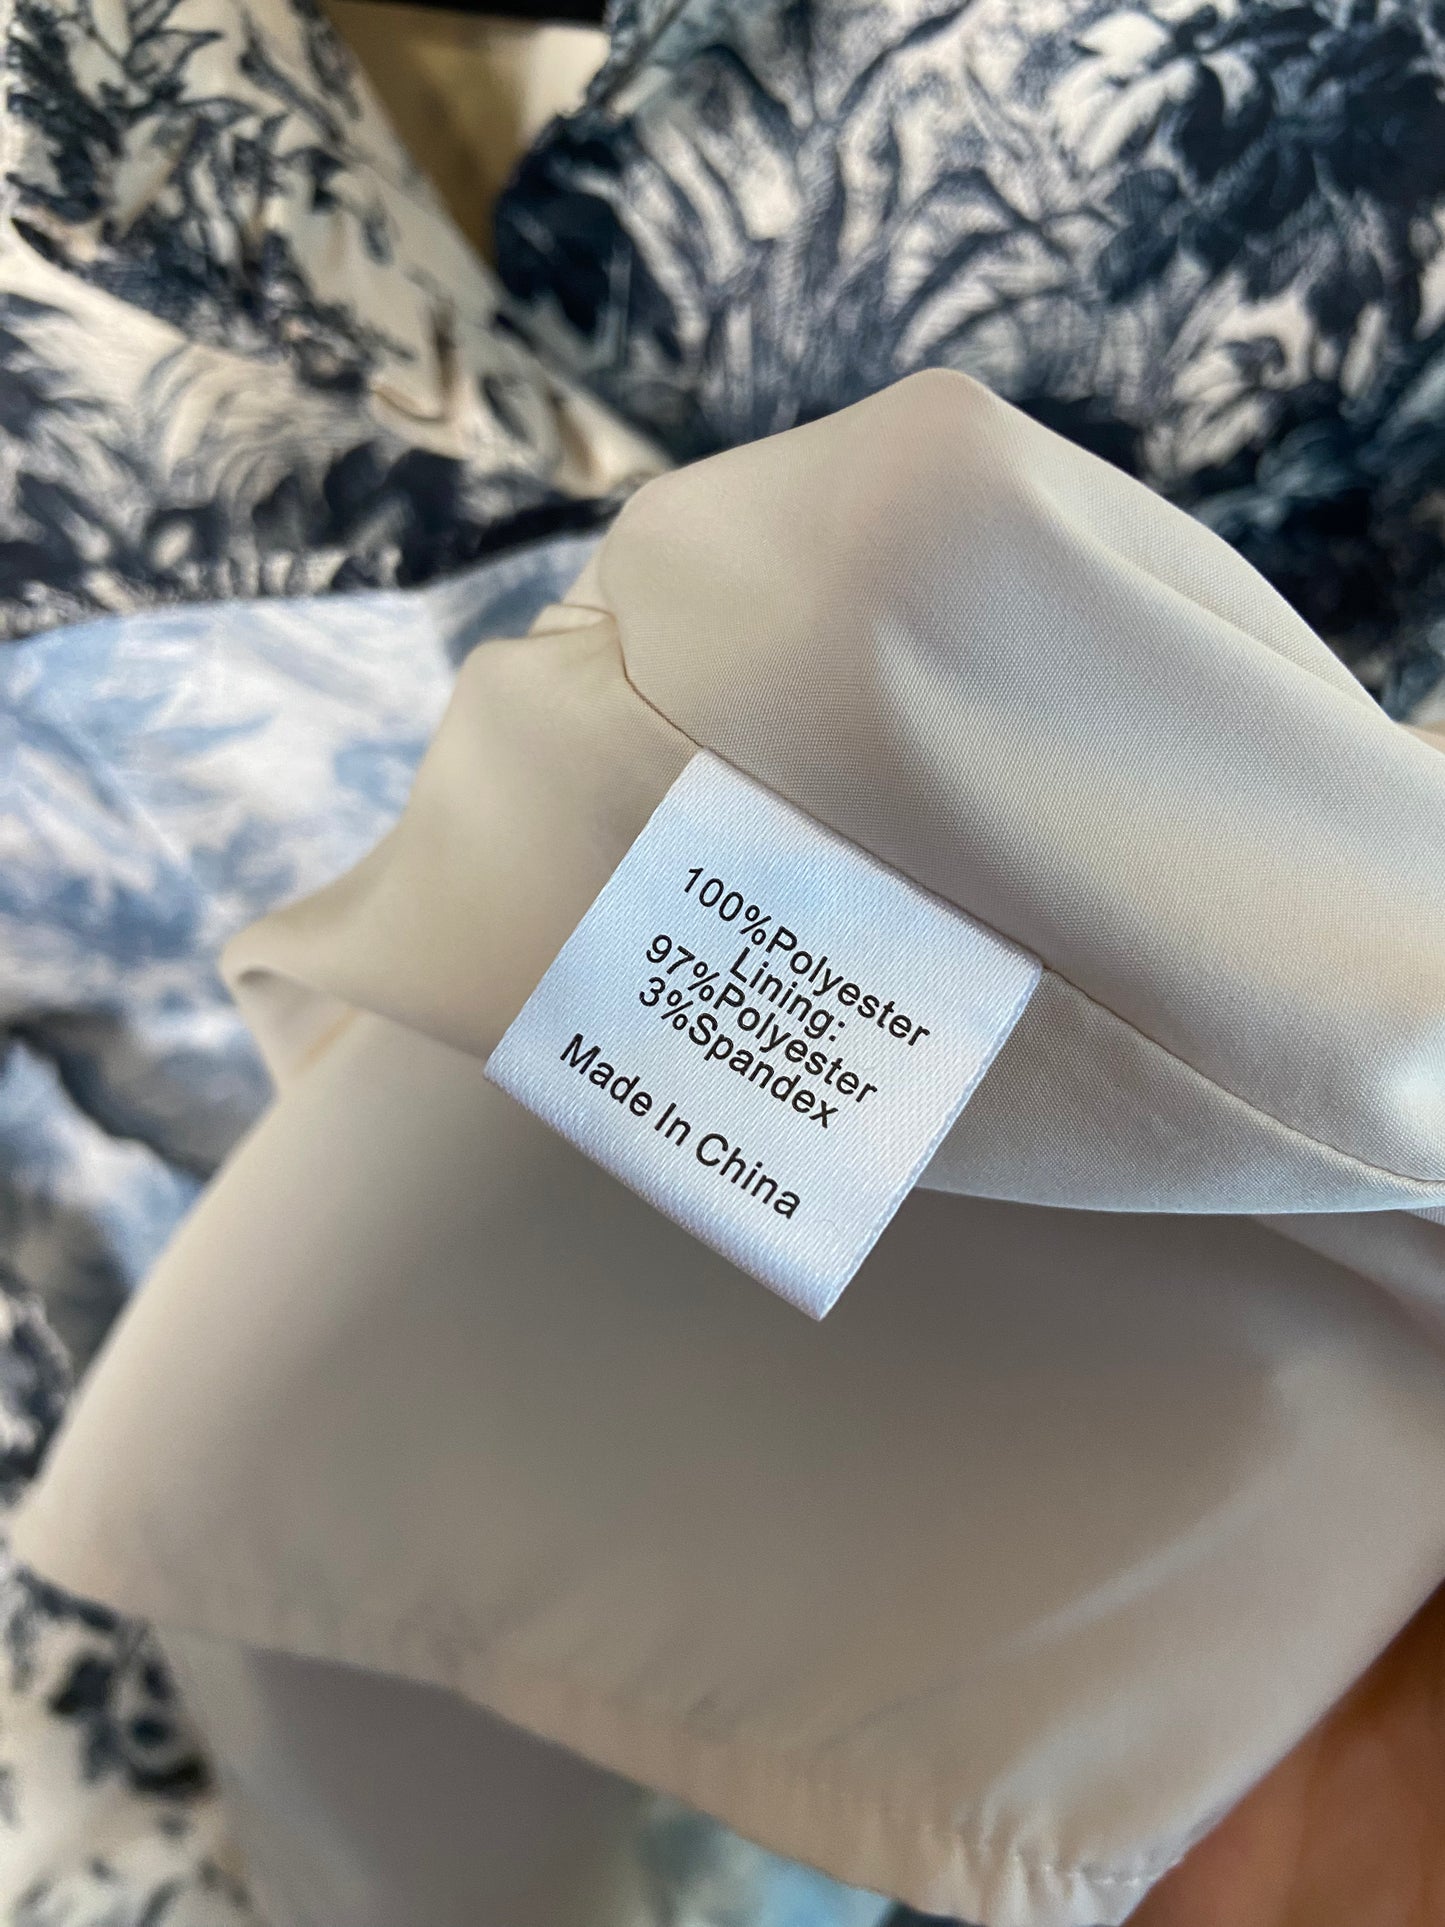 100%Polyester
Lining:
97%Polyester
3%Spandex
Made In China